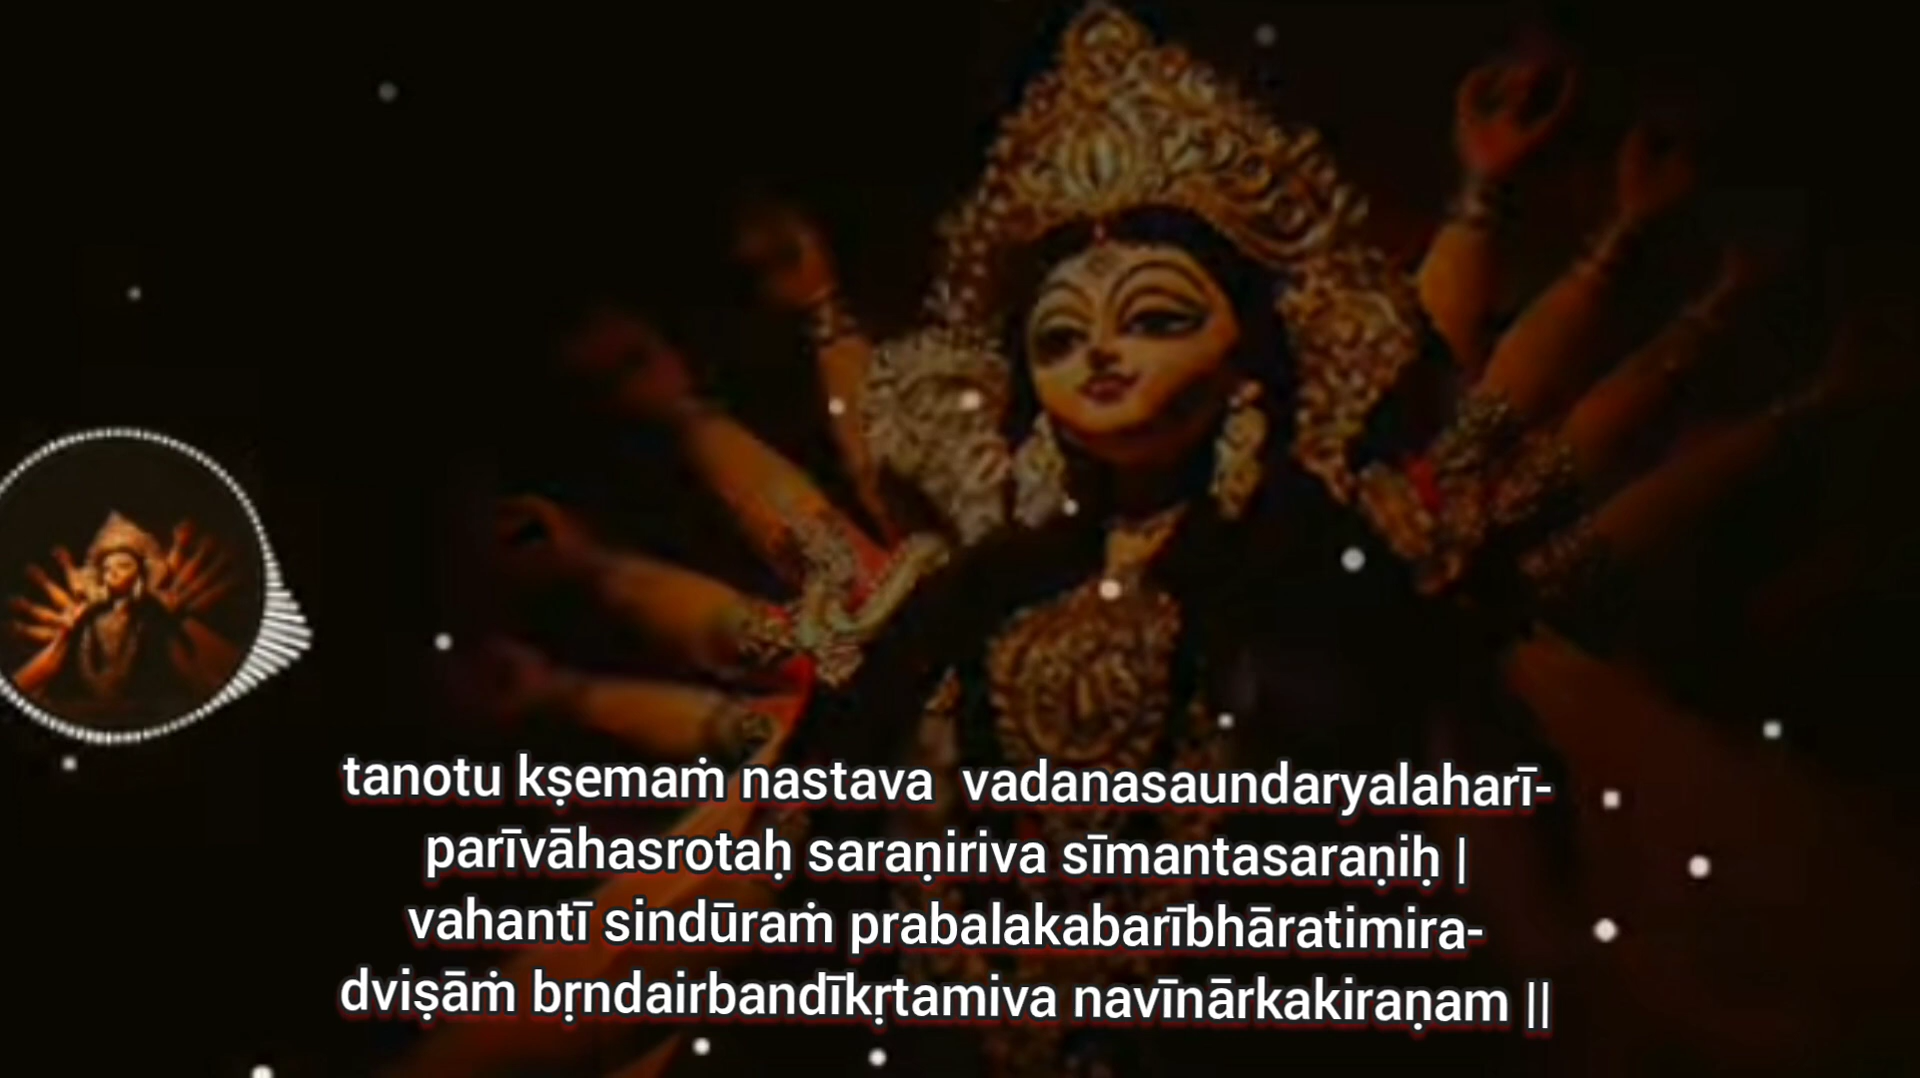 tanotu kṣemaṁ nastava vadanasaundaryalaharī-
parīvāhasrotaḥ saraṇiriva sīmantasaraṇiḥ |
vahantī sindūraṁ prabalakabarībhāratimira-
dviṣāṁ bṛndairbandīkṛtamiva navīnārkakiraṇam ||